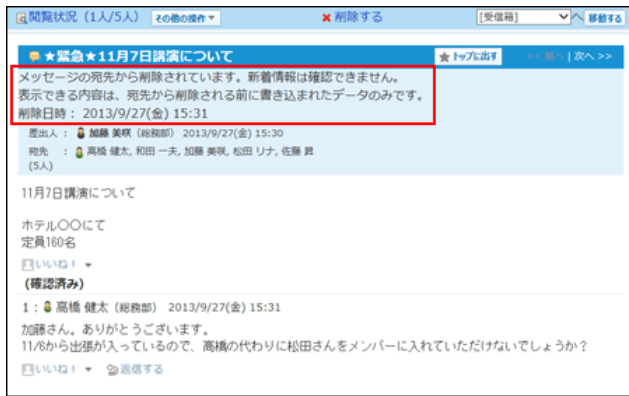 閲覧状況（1人/5人） その他の操作▼ ✖削除する [受信箱] へ 移動する
★緊急★11月7日講演について ★トップに出す << 前へ | 次へ >>
メッセージの宛先から削除されています。新着情報は確認できません。
表示できる内容は、宛先から削除される前に書き込まれたデータのみです。
削除日時： 2013/9/27(金) 15:31
差出人： 加藤 美咲（総務部） 2013/9/27(金) 15:30
宛先 ： 高橋 健太, 和田 一夫, 加藤 美咲, 松田 リナ, 佐藤 昇
(5人)
11月7日講演について
ホテル〇〇にて
定員160名
いいね！ ▼
(確認済み)
1： 高橋 健太（総務部） 2013/9/27(金) 15:31
加藤さん。ありがとうございます。
11/6から出張が入っているので、高橋の代わりに松田さんをメンバーに入れていただけないでしょうか？
いいね！ ▼ 返信する